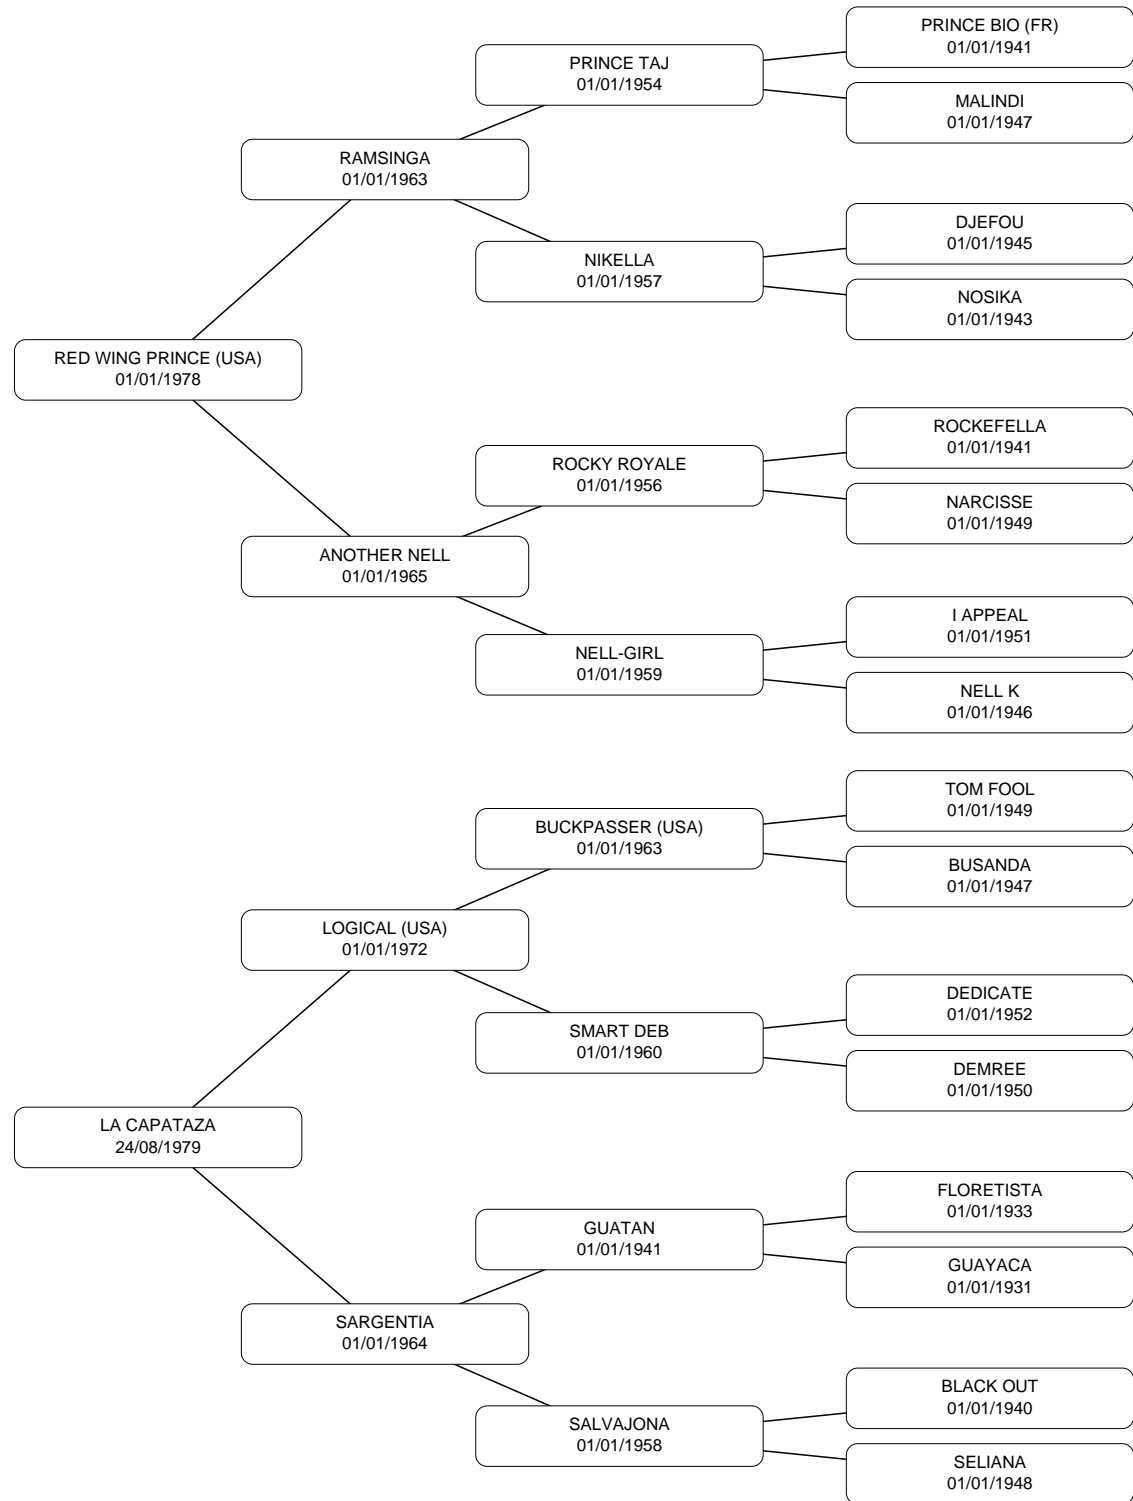 PRINCE BIO (FR)
01/01/1941
PRINCE TAJ
01/01/1954
MALINDI
01/01/1947
RAMSINGA
01/01/1963
DJEFOU
01/01/1945
NIKELLA
01/01/1957
NOSIKA
01/01/1943
RED WING PRINCE (USA)
01/01/1978
ROCKEFELLA
01/01/1941
ROCKY ROYALE
01/01/1956
NARCISSE
01/01/1949
ANOTHER NELL
01/01/1965
I APPEAL
01/01/1951
NELL-GIRL
01/01/1959
NELL K
01/01/1946
TOM FOOL
01/01/1949
BUCKPASSER (USA)
01/01/1963
BUSANDA
01/01/1947
LOGICAL (USA)
01/01/1972
DEDICATE
01/01/1952
SMART DEB
01/01/1960
DEMREE
01/01/1950
LA CAPATAZA
24/08/1979
FLORETISTA
01/01/1933
GUATAN
01/01/1941
GUAYACA
01/01/1931
SARGENTIA
01/01/1964
BLACK OUT
01/01/1940
SALVAJONA
01/01/1958
SELIANA
01/01/1948